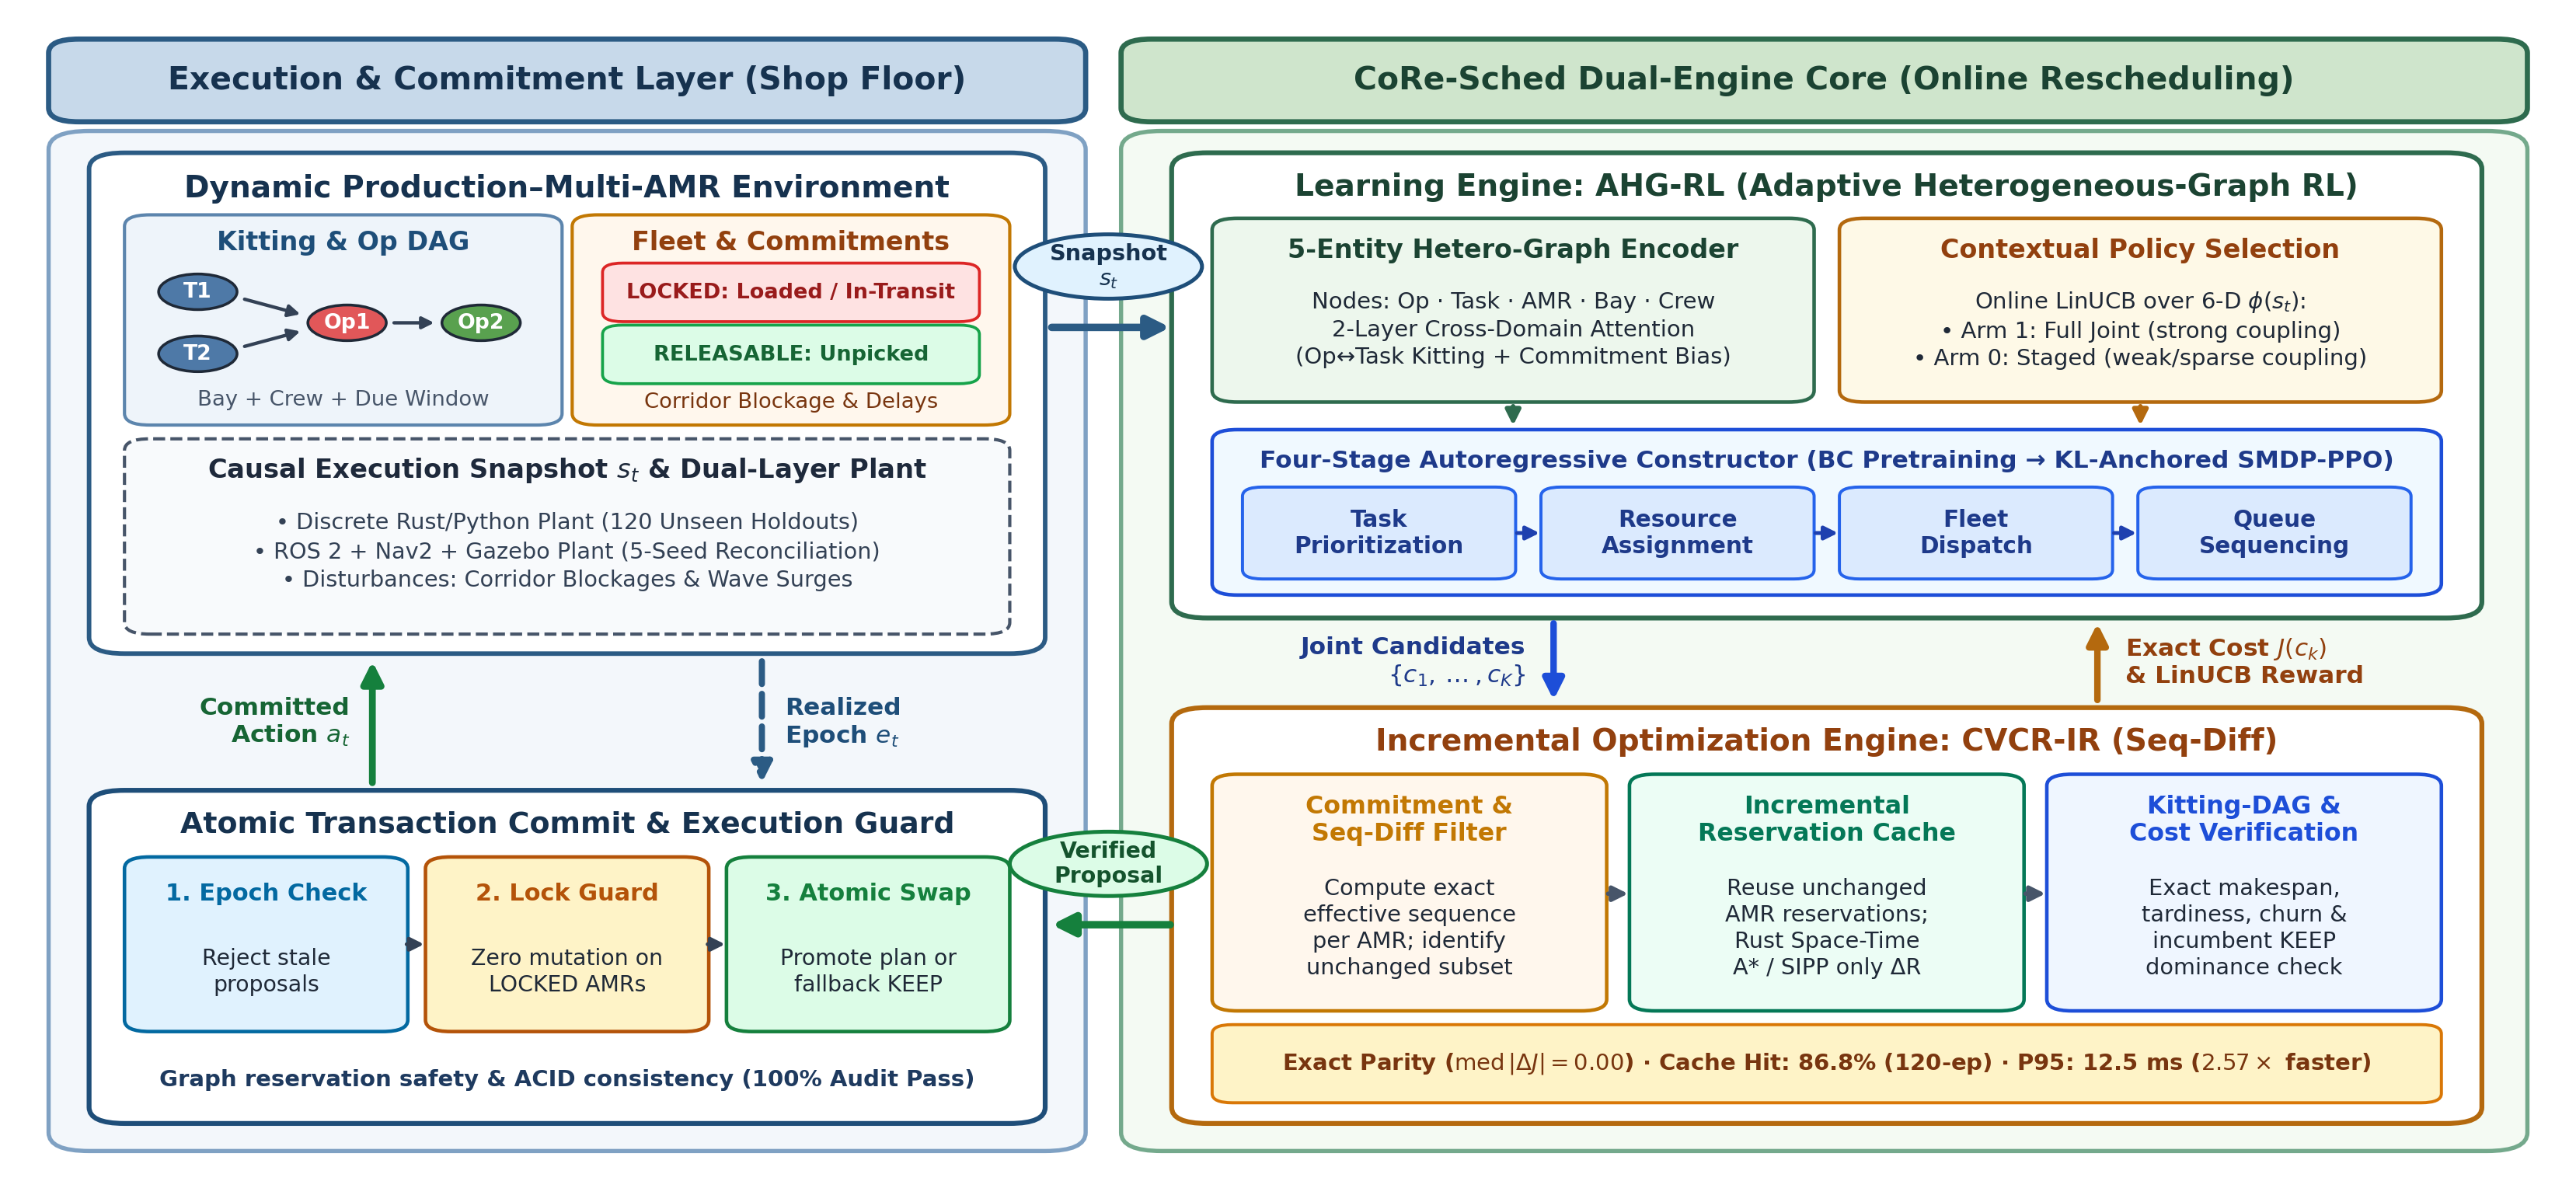 Execution & Commitment Layer (Shop Floor)
Dynamic Production–Multi-AMR Environment
Kitting & Op DAG
T1
T2
Op1
Op2
Bay + Crew + Due Window
Fleet & Commitments
LOCKED: Loaded / In-Transit
RELEASABLE: Unpicked
Corridor Blockage & Delays
Causal Execution Snapshot s_t & Dual-Layer Plant
• Discrete Rust/Python Plant (120 Unseen Holdouts)
• ROS 2 + Nav2 + Gazebo Plant (5-Seed Reconciliation)
• Disturbances: Corridor Blockages & Wave Surges
Committed
Action a_t
Realized
Epoch e_t
Atomic Transaction Commit & Execution Guard
1. Epoch Check
Reject stale
proposals
2. Lock Guard
Zero mutation on
LOCKED AMRs
3. Atomic Swap
Promote plan or
fallback KEEP
Graph reservation safety & ACID consistency (100% Audit Pass)
Snapshot
s_t
Verified
Proposal
CoRe-Sched Dual-Engine Core (Online Rescheduling)
Learning Engine: AHG-RL (Adaptive Heterogeneous-Graph RL)
5-Entity Hetero-Graph Encoder
Nodes: Op · Task · AMR · Bay · Crew
2-Layer Cross-Domain Attention
(Op↔Task Kitting + Commitment Bias)
Contextual Policy Selection
Online LinUCB over 6-D ϕ(s_t):
• Arm 1: Full Joint (strong coupling)
• Arm 0: Staged (weak/sparse coupling)
Four-Stage Autoregressive Constructor (BC Pretraining → KL-Anchored SMDP-PPO)
Task
Prioritization
Resource
Assignment
Fleet
Dispatch
Queue
Sequencing
Joint Candidates
{c_1, … , c_K}
Exact Cost J(c_k)
& LinUCB Reward
Incremental Optimization Engine: CVCR-IR (Seq-Diff)
Commitment &
Seq-Diff Filter
Compute exact
effective sequence
per AMR; identify
unchanged subset
Incremental
Reservation Cache
Reuse unchanged
AMR reservations;
Rust Space-Time
A* / SIPP only ΔR
Kitting-DAG &
Cost Verification
Exact makespan,
tardiness, churn &
incumbent KEEP
dominance check
Exact Parity (med |ΔJ| = 0.00) · Cache Hit: 86.8% (120-ep) · P95: 12.5 ms (2.57× faster)